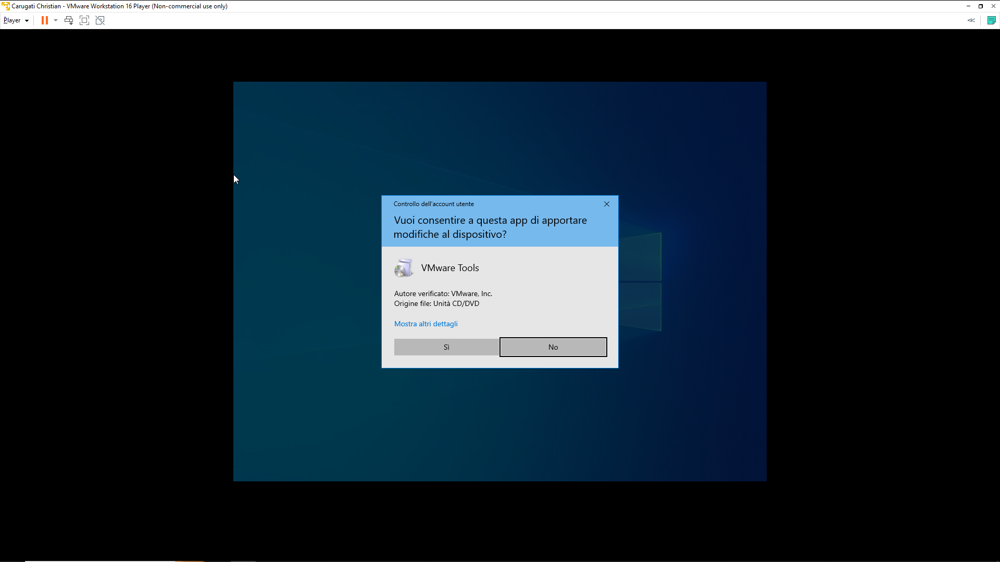 Carugati Christian - VMware Workstation 16 Player (Non-commercial use only)
Player
Controllo dell'account utente
Vuoi consentire a questa app di apportare
modifiche al dispositivo?
VMware Tools
Autore verificato: VMware, Inc.
Origine file: Unità CD/DVD
Mostra altri dettagli
Sì
No